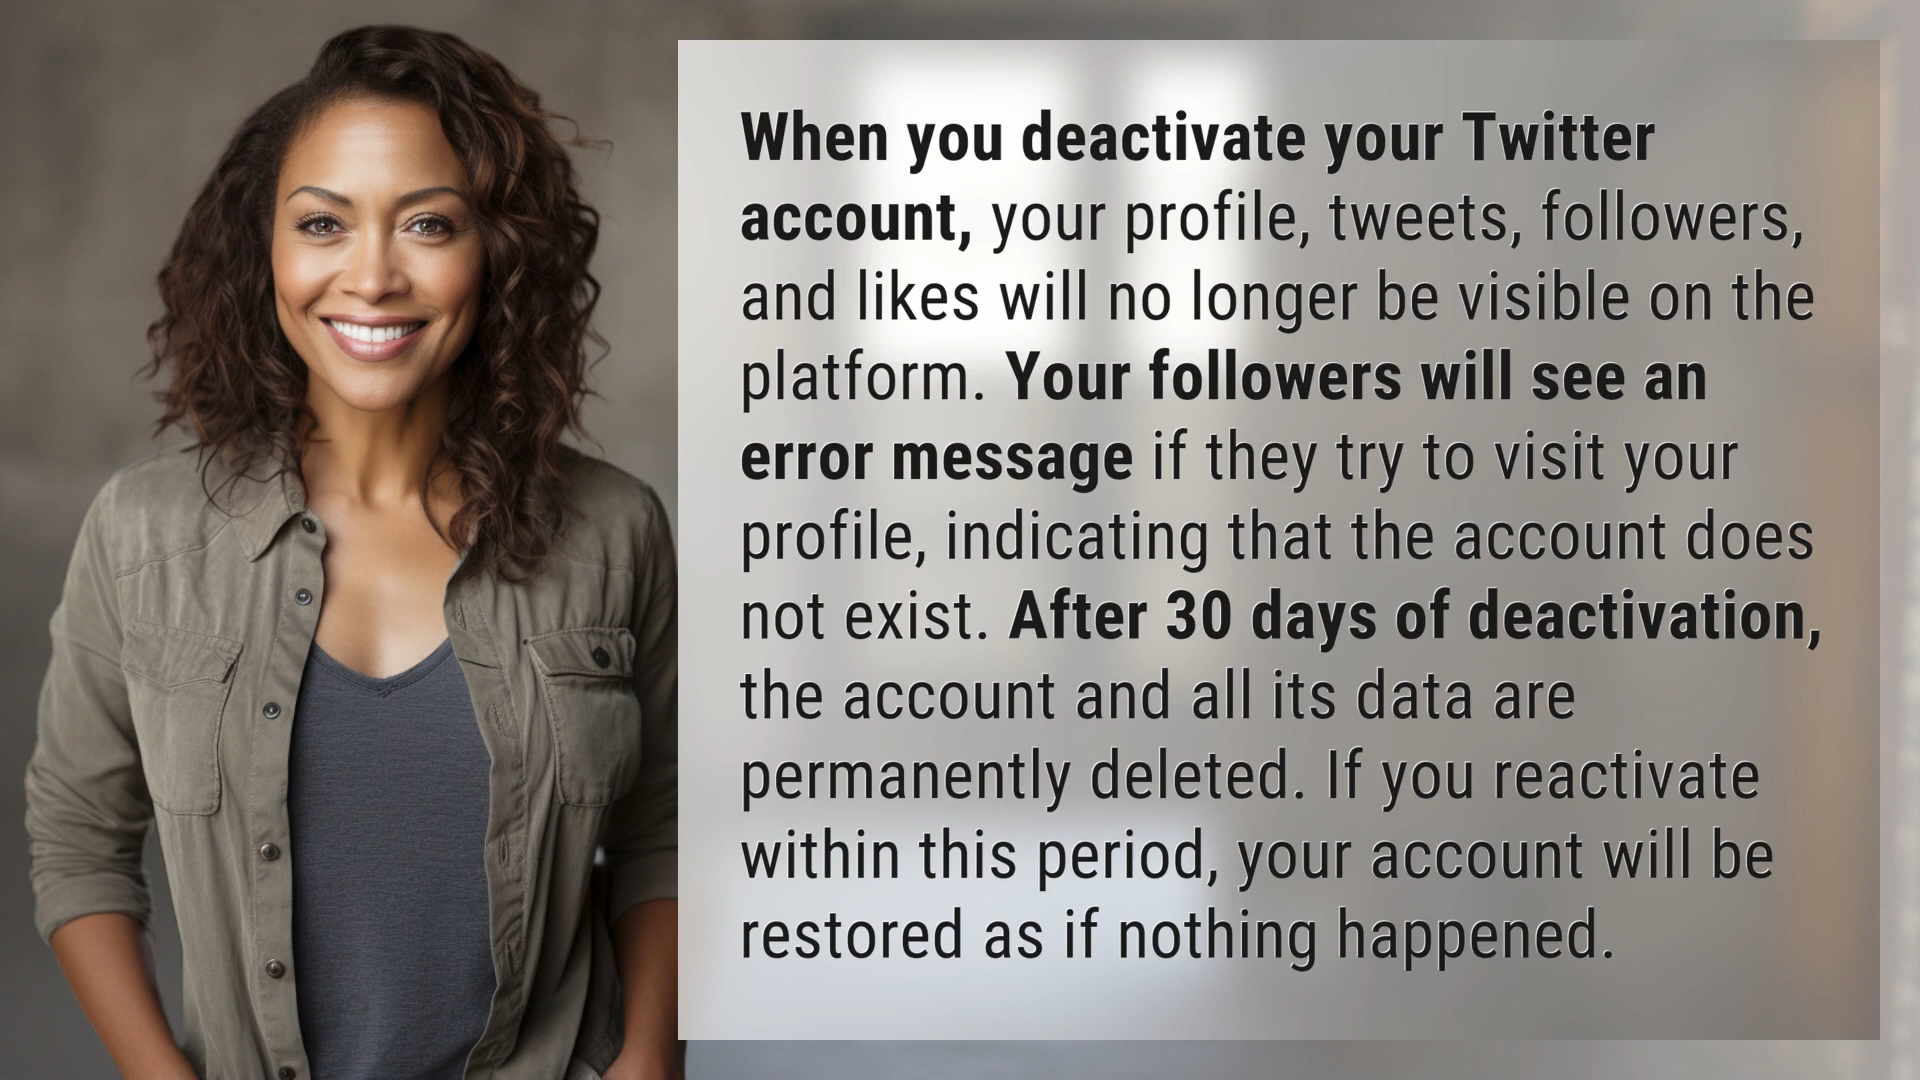 When you deactivate your Twitter
account, your profile, tweets, followers,
and likes will no longer be visible on the
platform. Your followers will see an
error message if they try to visit your
profile, indicating that the account does
not exist. After 30 days of deactivation,
the account and all its data are
permanently deleted. If you reactivate
within this period, your account will be
restored as if nothing happened.